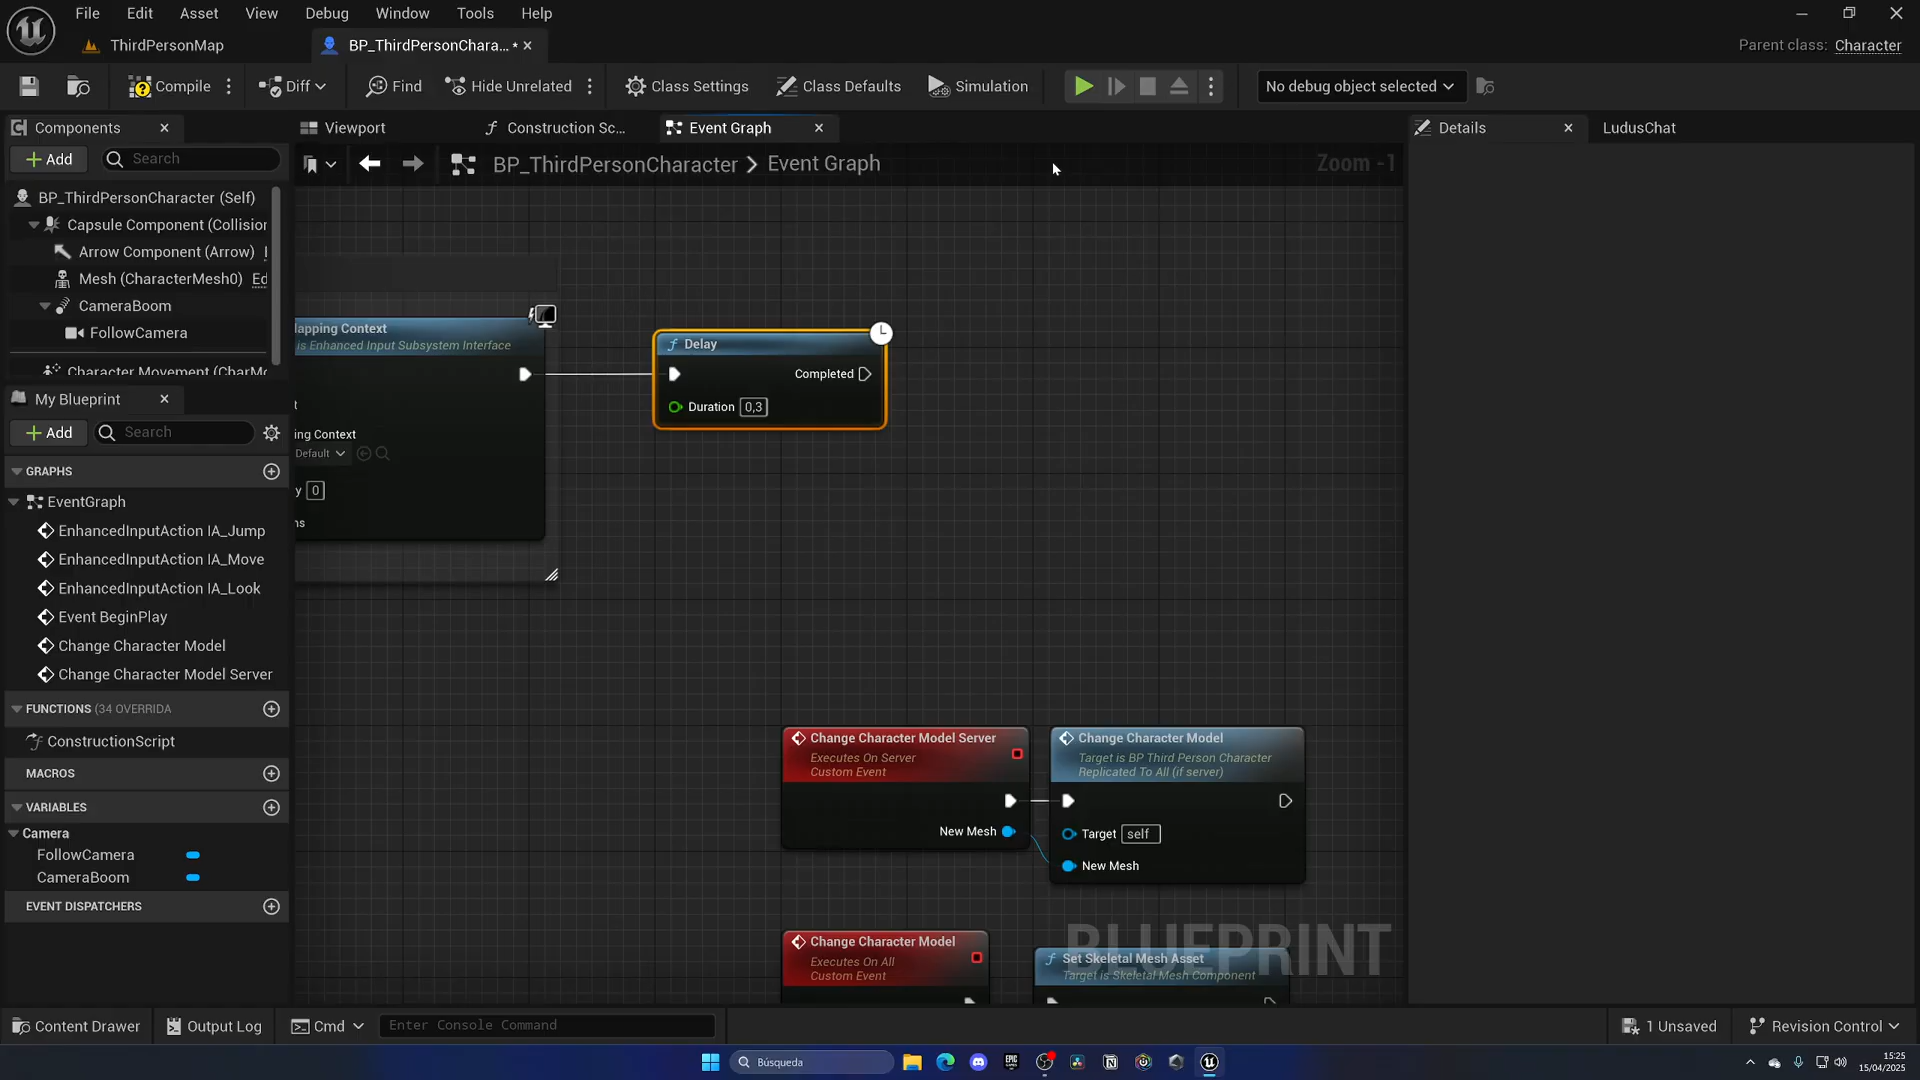 File Edit Asset View Debug Window Tools Help
ThirdPersonMap
BP_ThirdPersonChara... *
Parent class: Character
Compile
Diff
Find
Hide Unrelated
Class Settings
Class Defaults
Simulation
No debug object selected
Components
Add
Search
BP_ThirdPersonCharacter (Self)
Capsule Component (Collision
Arrow Component (Arrow)
Mesh (CharacterMesh0) Ed
CameraBoom
FollowCamera
Character Movement (CharMo
My Blueprint
Add
Search
GRAPHS
EventGraph
EnhancedInputAction IA_Jump
EnhancedInputAction IA_Move
EnhancedInputAction IA_Look
Event BeginPlay
Change Character Model
Change Character Model Server
FUNCTIONS (34 OVERRIDA
ConstructionScript
MACROS
VARIABLES
Camera
FollowCamera
CameraBoom
EVENT DISPATCHERS
Viewport
Construction Sc...
Event Graph
BP_ThirdPersonCharacter > Event Graph
Zoom -1
apping Context
is Enhanced Input Subsystem Interface
t
ing Context
Default
y 0
ns
Delay
Completed
Duration 0,3
Change Character Model Server
Executes On Server
Custom Event
New Mesh
Change Character Model
Target is BP Third Person Character
Replicated To All (if server)
Target self
New Mesh
Change Character Model
Executes On All
Custom Event
Set Skeletal Mesh Asset
Target is Skeletal Mesh Component
BLUEPRINT
Details
LudusChat
Content Drawer
Output Log
Cmd
Enter Console Command
1 Unsaved
Revision Control
Búsqueda
EPIC
15:25
15/04/2025